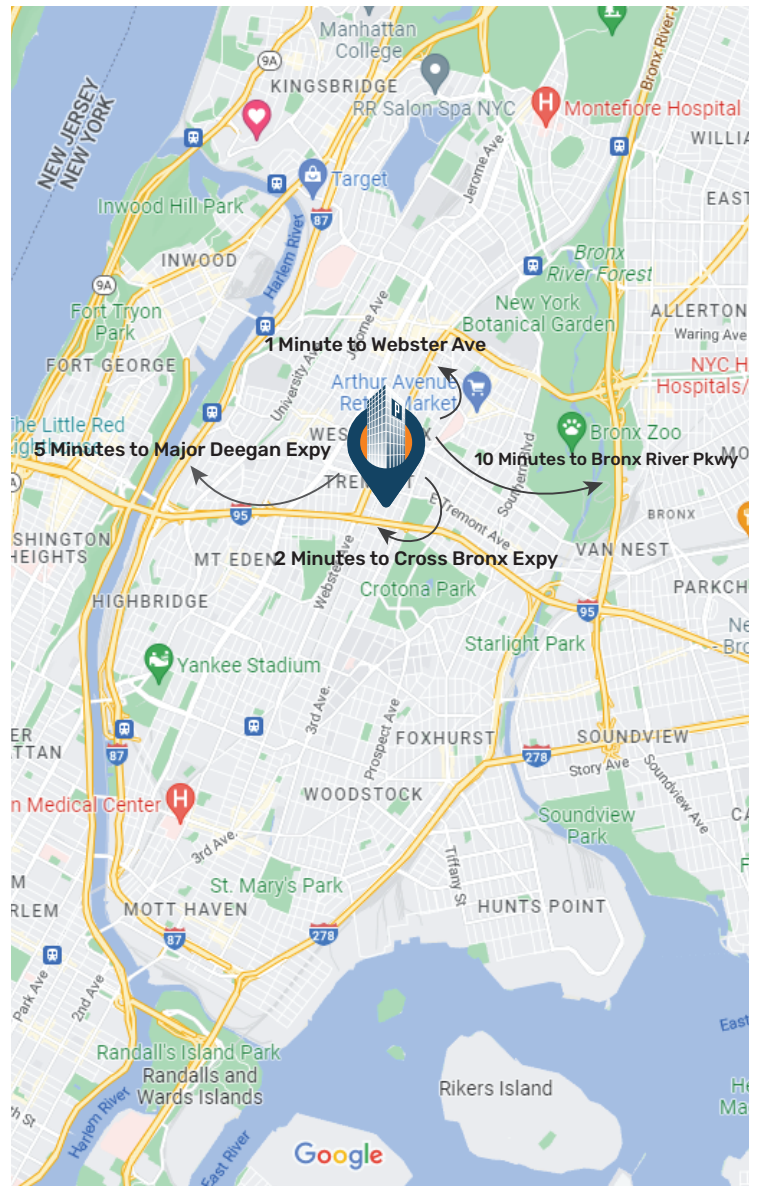 Manhattan
College
9A
KINGSBRIDGE
Bronx River
RR Salon Spa NYC
H
Montefiore Hospital
NEW JERSEY
NEW YORK
WILLIA
Jerome Ave
Target
EAST
Inwood Hill Park
87
INWOOD
Harlem River
Bronx
River Forest
9A
Fort Tryon
Park
New York
Botanical Garden
ALLERTON
Waring Ave
Jerome Ave
1 Minute to Webster Ave
FORT GEORGE
University Av
NYC H
Hospitals/
Arthur Avenue
Market
The Little Red
Bronx Zoo
5 Minutes to Major Deegan Expy
10 Minutes to Bronx River Pkwy
Southern Blvd
TREMONT
E Tremont Ave
95
BRONX
SHINGTON
HEIGHTS
MT EDEN
VAN NEST
2 Minutes to Cross Bronx Expy
Webster Ave
Crotona Park
PARKCH
HIGHBRIDGE
95
Starlight Park
Yankee Stadium
3rd Ave.
Prospect Ave
FOXHURST
SOUNDVIEW
87
278
Story Ave
Soundview Ave
WOODSTOCK
n Medical Center
H
Soundview
Park
3rd Ave.
Tiffany St
St. Mary's Park
MOTT HAVEN
HUNTS POINT
87
278
Park Ave
2nd Ave
East
Randall's Island Park
Randalls and
Wards Islands
Rikers Island
Harlem River
East River
Google